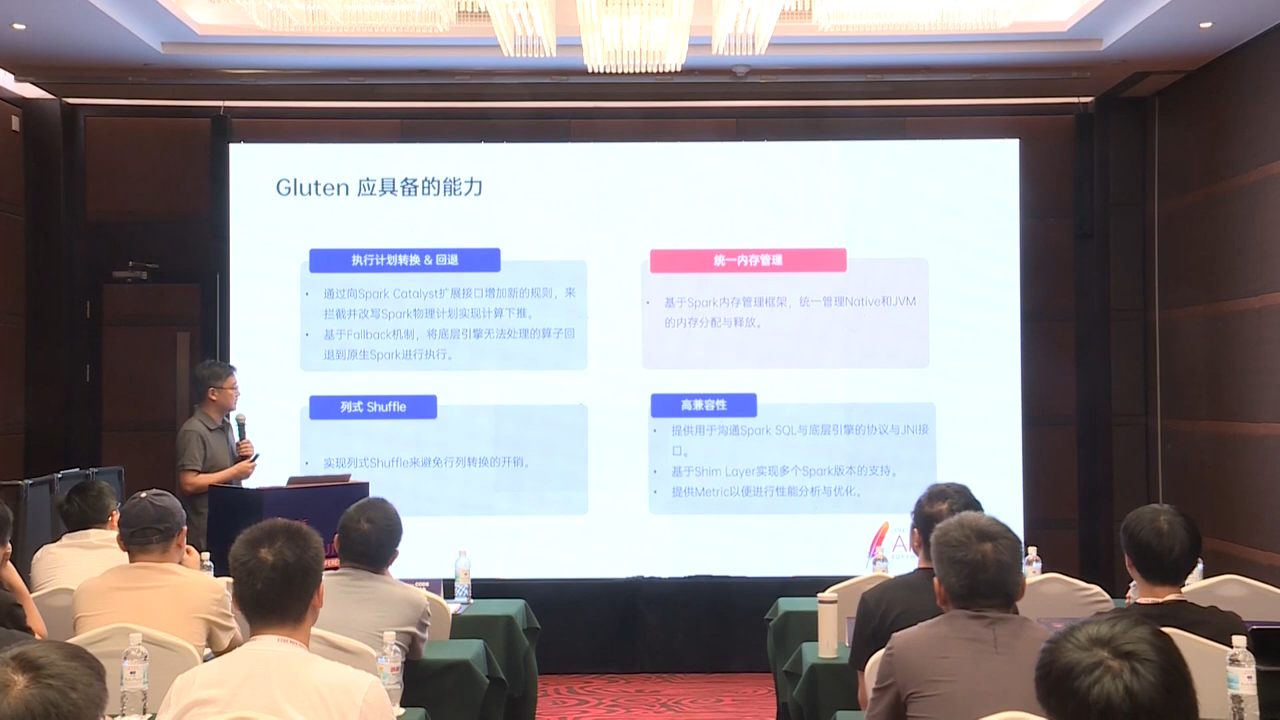 Gluten 应具备的能力
执行计划转换 & 回退
• 通过向Spark Catalyst扩展接口增加新的规则，来
拦截并改写Spark物理计划实现计算下推。
• 基于Fallback机制，将底层引擎无法处理的算子回
退到原生Spark进行执行。
统一内存管理
• 基于Spark内存管理框架，统一管理Native和JVM
的内存分配与释放。
列式 Shuffle
• 实现列式Shuffle来避免行列转换的开销。
高兼容性
• 提供用于沟通Spark SQL与底层引擎的协议与JNI接
口。
• 基于Shim Layer实现多个Spark版本的支持。
• 提供Metric以便进行性能分析与优化。